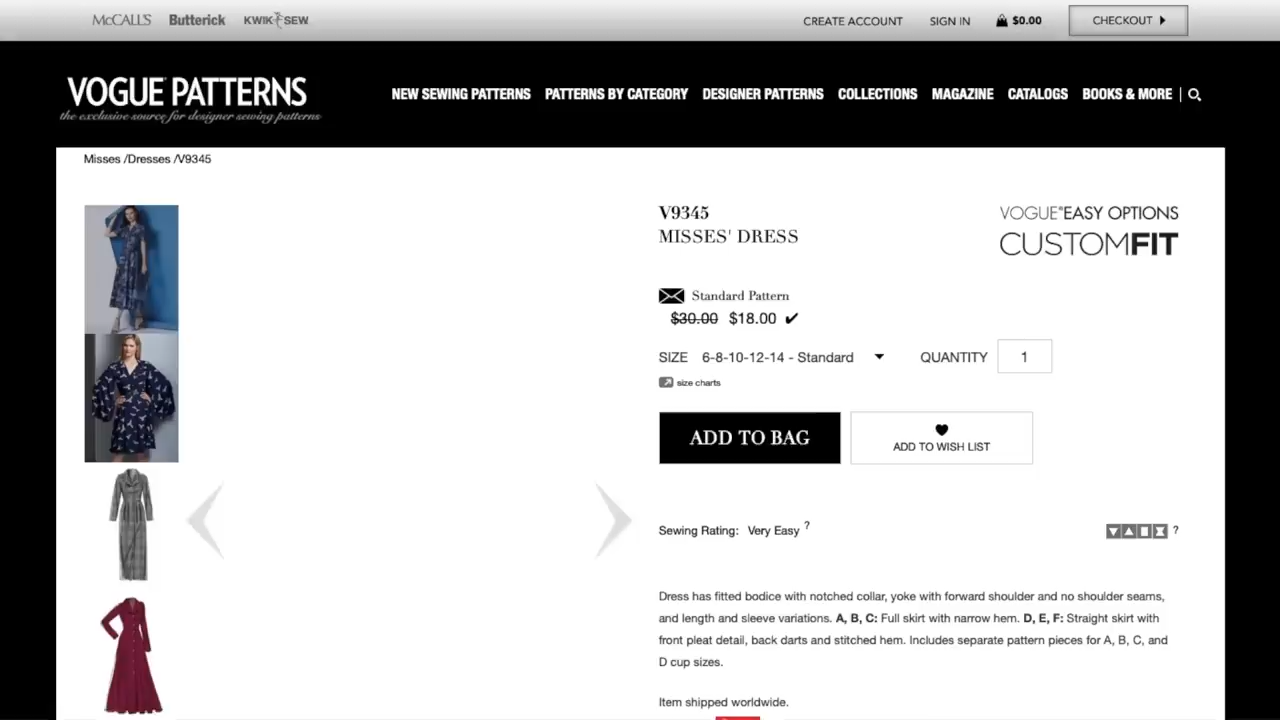 McCALL'S Butterick KWIK SEW CREATE ACCOUNT SIGN IN $0.00 CHECKOUT
VOGUE PATTERNS
the exclusive source for designer sewing patterns
NEW SEWING PATTERNS PATTERNS BY CATEGORY DESIGNER PATTERNS COLLECTIONS MAGAZINE CATALOGS BOOKS & MORE
Misses /Dresses /V9345
V9345
MISSES' DRESS
VOGUE® EASY OPTIONS
CUSTOMFIT
Standard Pattern
$30.00 $18.00
SIZE 6-8-10-12-14 - Standard QUANTITY 1
size charts
ADD TO BAG
ADD TO WISH LIST
Sewing Rating: Very Easy ? ?
Dress has fitted bodice with notched collar, yoke with forward shoulder and no shoulder seams,
and length and sleeve variations. A, B, C: Full skirt with narrow hem. D, E, F: Straight skirt with
front pleat detail, back darts and stitched hem. Includes separate pattern pieces for A, B, C, and
D cup sizes.
Item shipped worldwide.